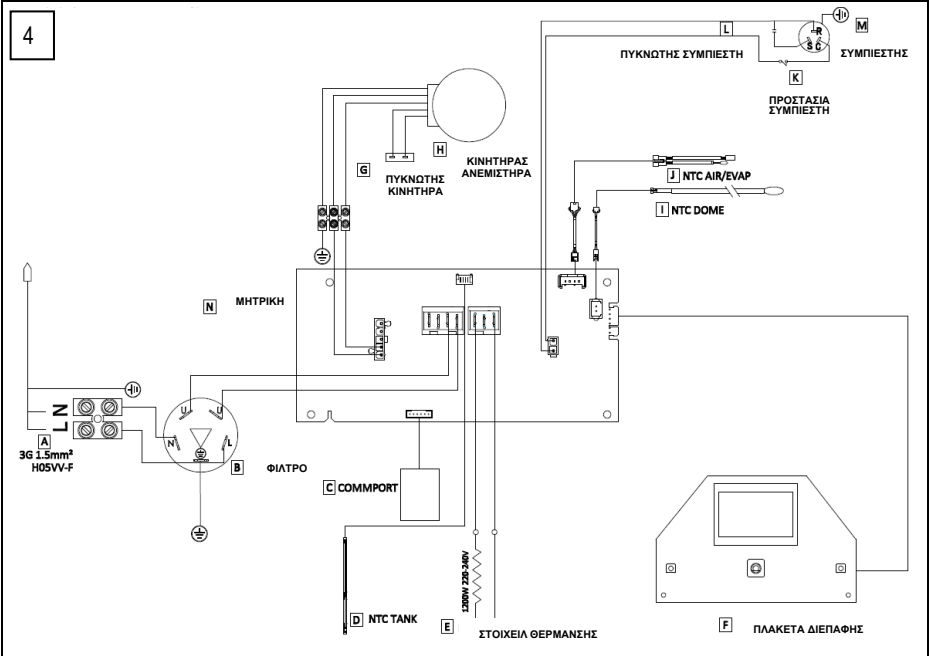 4
L
M
R
S C
ΠΥΚΝΩΤΗΣ ΣΥΜΠΙΕΣΤΗ
ΣΥΜΠΙΕΣΤΗΣ
K
ΠΡΟΣΤΑΣΙΑ
ΣΥΜΠΙΕΣΤΗ
H
G
ΚΙΝΗΤΗΡΑΣ
ΑΝΕΜΙΣΤΗΡΑ
ΠΥΚΝΩΤΗΣ
ΚΙΝΗΤΗΡΑ
J NTC AIR/EVAP
I NTC DOME
N ΜΗΤΡΙΚΗ
L N
A
3G 1.5mm²
H05VV-F
U U
N L
B ΦΙΛΤΡΟ
C COMMPORT
1200W 220-240V
D NTC TANK
E ΣΤΟΙΧΕΙΛ ΘΕΡΜΑΝΣΗΣ
F ΠΛΑΚΕΤΑ ΔΙΕΠΑΦΗΣ